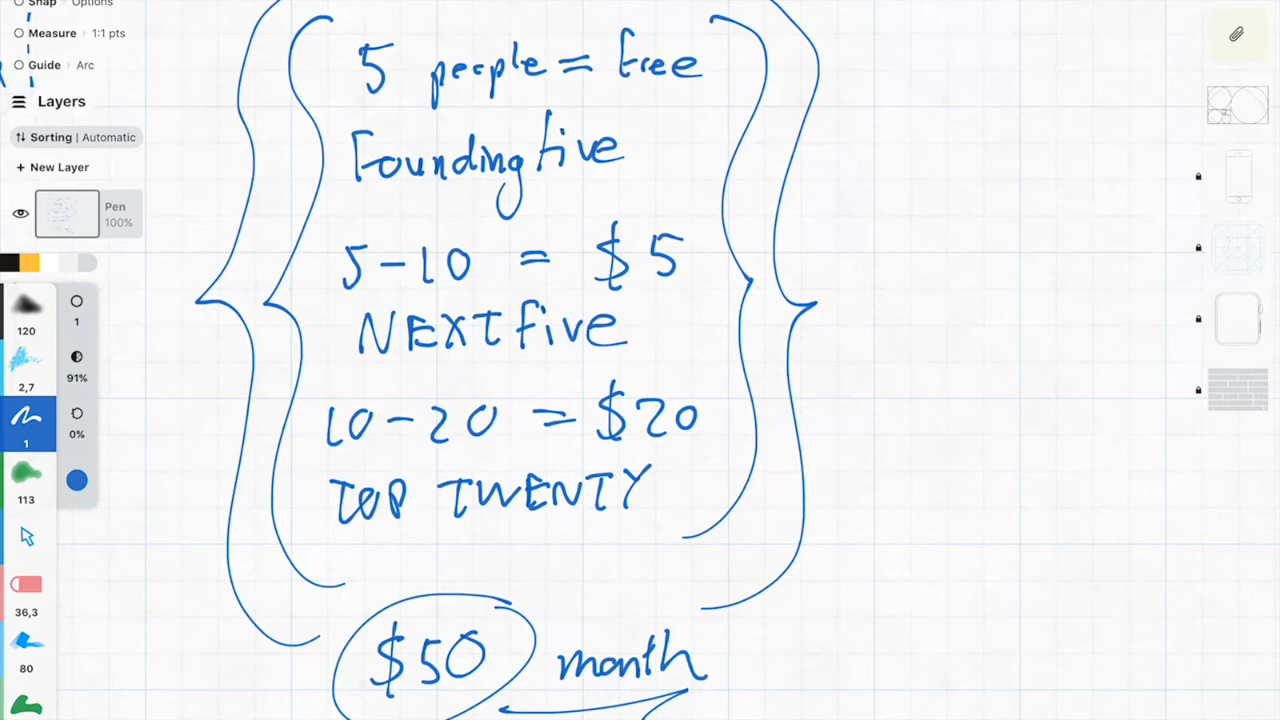 Snap • Options
Measure • 1:1 pts
Guide • Arc
Layers
Sorting | Automatic
+ New Layer
Pen
100%
120
1
91%
2,7
0%
1
113
36,3
80
5 people = free
Founding five
5-10 = $5
NEXT five
10-20 = $20
TOP TWENTY
$50 month